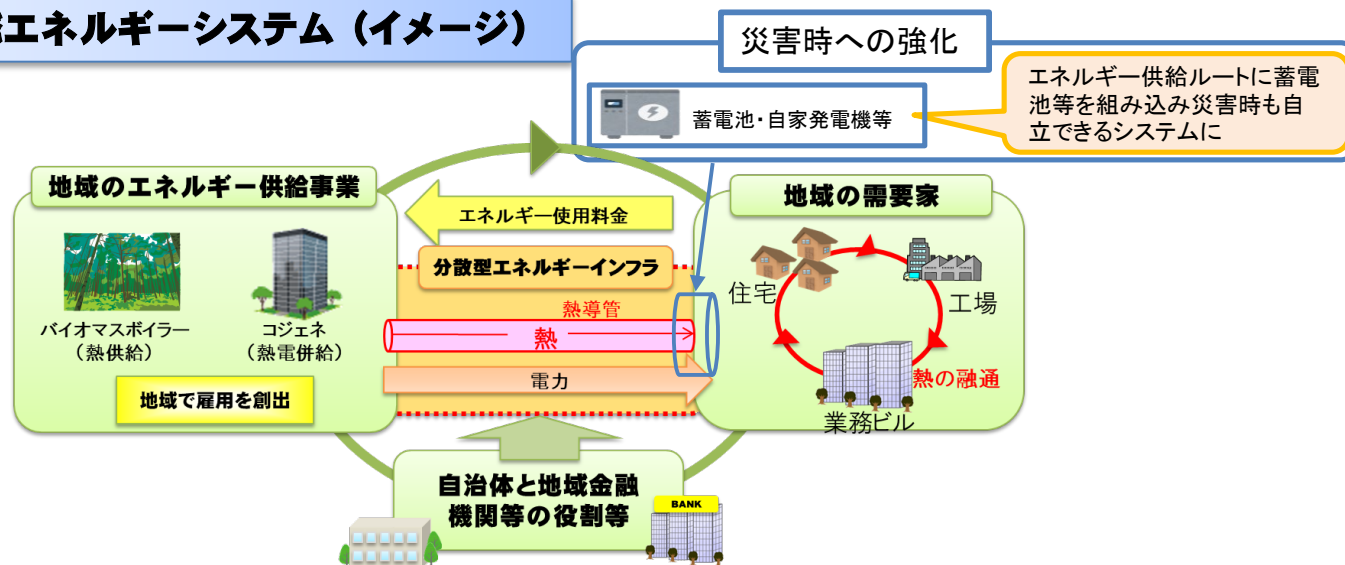 エネルギーシステム（イメージ）
災害時への強化
蓄電池・自家発電機等
エネルギー供給ルートに蓄電
池等を組み込み災害時も自
立できるシステムに
地域のエネルギー供給事業
バイオマスボイラー
（熱供給）
コジェネ
（熱電併給）
地域で雇用を創出
エネルギー使用料金
分散型エネルギーインフラ
熱導管
熱
電力
地域の需要家
住宅
工場
熱の融通
業務ビル
自治体と地域金融
機関等の役割等
BANK